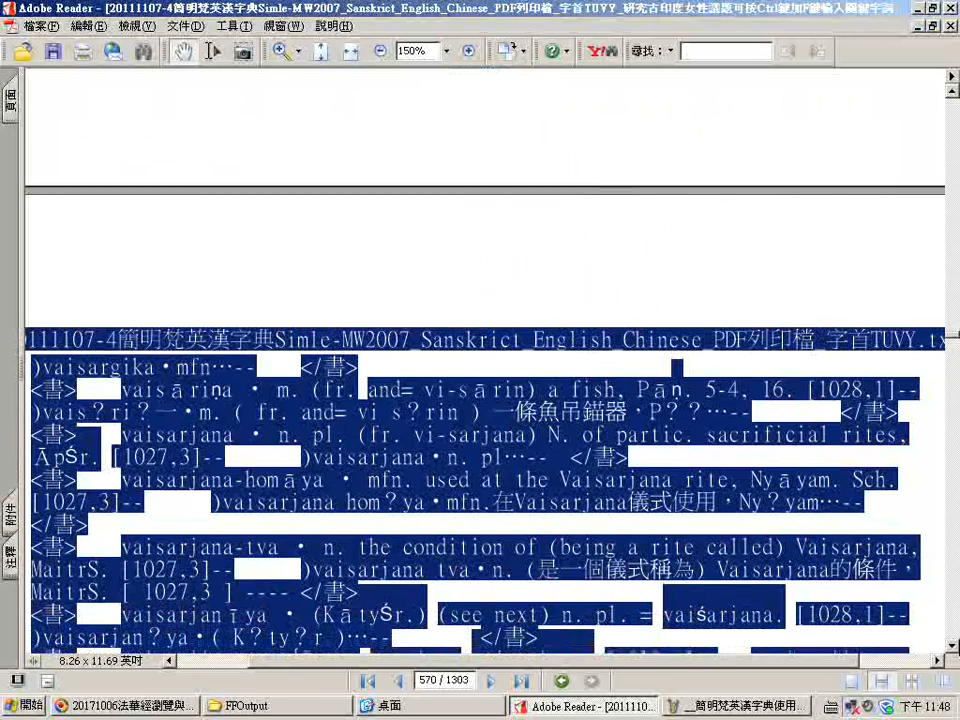 Adobe Reader - [20111107-4簡明梵英漢字典Simle-MW2007_Sanskrict_English_Chinese_PDF列印檔_字首TUVY_研究古印度女性議題可按Ctrl鍵加F鍵輸入關鍵字詞
檔案(F) 編輯(E) 檢視(V) 文件(D) 工具(T) 視窗(W) 說明(H)
150% Y! 尋找：
頁面
111107-4簡明梵英漢字典Simle-MW2007_Sanskrict_English_Chinese_PDF列印檔_字首TUVY.tx
)vaisargika‧mfn…-- </書>
<書> vaisāriṇa ‧ m. (fr. and= vi-sārin) a fish, Pāṇ. 5-4, 16. [1028,1]--
)vais?ri?一‧m. ( fr. and= vi s?rin ) 一條魚吊錨器，P??…-- </書>
<書> vaisarjana ‧ n. pl. (fr. vi-sarjana) N. of partic. sacrificial rites,
ĀpŚr. [1027,3]-- )vaisarjana‧n. pl…-- </書>
<書> vaisarjana-homāya ‧ mfn. used at the Vaisarjana rite, Nyāyam. Sch.
[1027,3]-- )vaisarjana hom?ya‧mfn.在Vaisarjana儀式使用，Ny?yam…--
</書>
<書> vaisarjana-tva ‧ n. the condition of (being a rite called) Vaisarjana,
MaitrS. [1027,3]-- )vaisarjana tva‧n. (是一個儀式稱為) Vaisarjana的條件，
MaitrS. [ 1027,3 ] ---- </書>
<書> vaisarjanīya ‧ (KātyŚr.) (see next) n. pl. = vaiśarjana. [1028,1]--
)vaisarjan?ya‧( K?ty?r )…-- </書>
附件
注釋
8.26 x 11.69 英吋
570 / 1303
開始 20171006法華經瀏覽與... FFOutput 桌面 Adobe Reader - [2011110... __簡明梵英漢字典使用... 下午 11:48